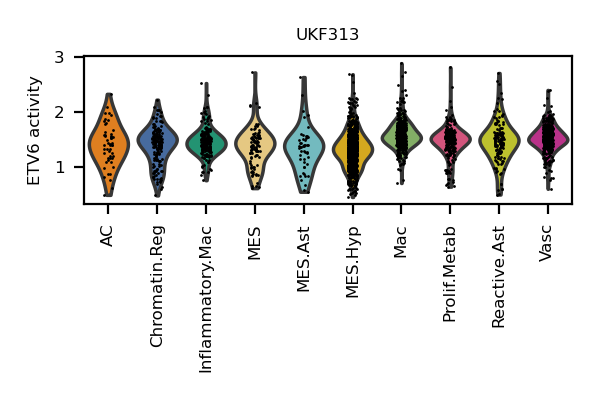 UKF313
ETV6 activity
3
2
1
AC
Chromatin.Reg
Inflammatory.Mac
MES
MES.Ast
MES.Hyp
Mac
Prolif.Metab
Reactive.Ast
Vasc